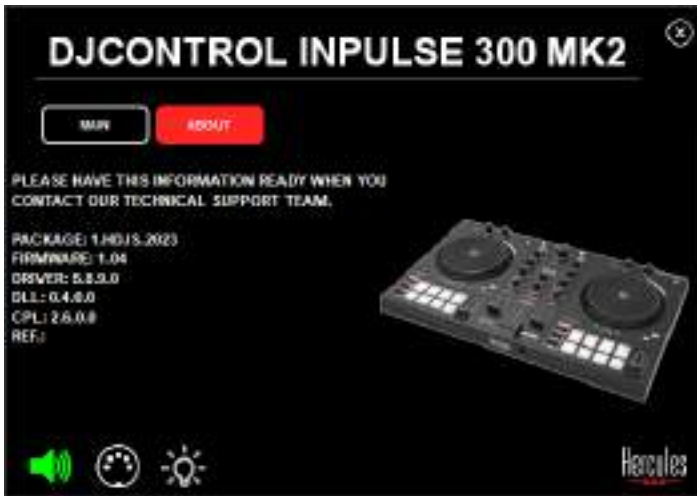 DJCONTROL INPULSE 300 MK2
MAIN
ABOUT
PLEASE HAVE THIS INFORMATION READY WHEN YOU
CONTACT OUR TECHNICAL SUPPORT TEAM.
PACKAGE: 1.HDJS.2023
FIRMWARE: 1.04
DRIVER: 5.8.9.0
DLL: 0.4.0.0
CPL: 2.6.0.0
REF.:
Hercules